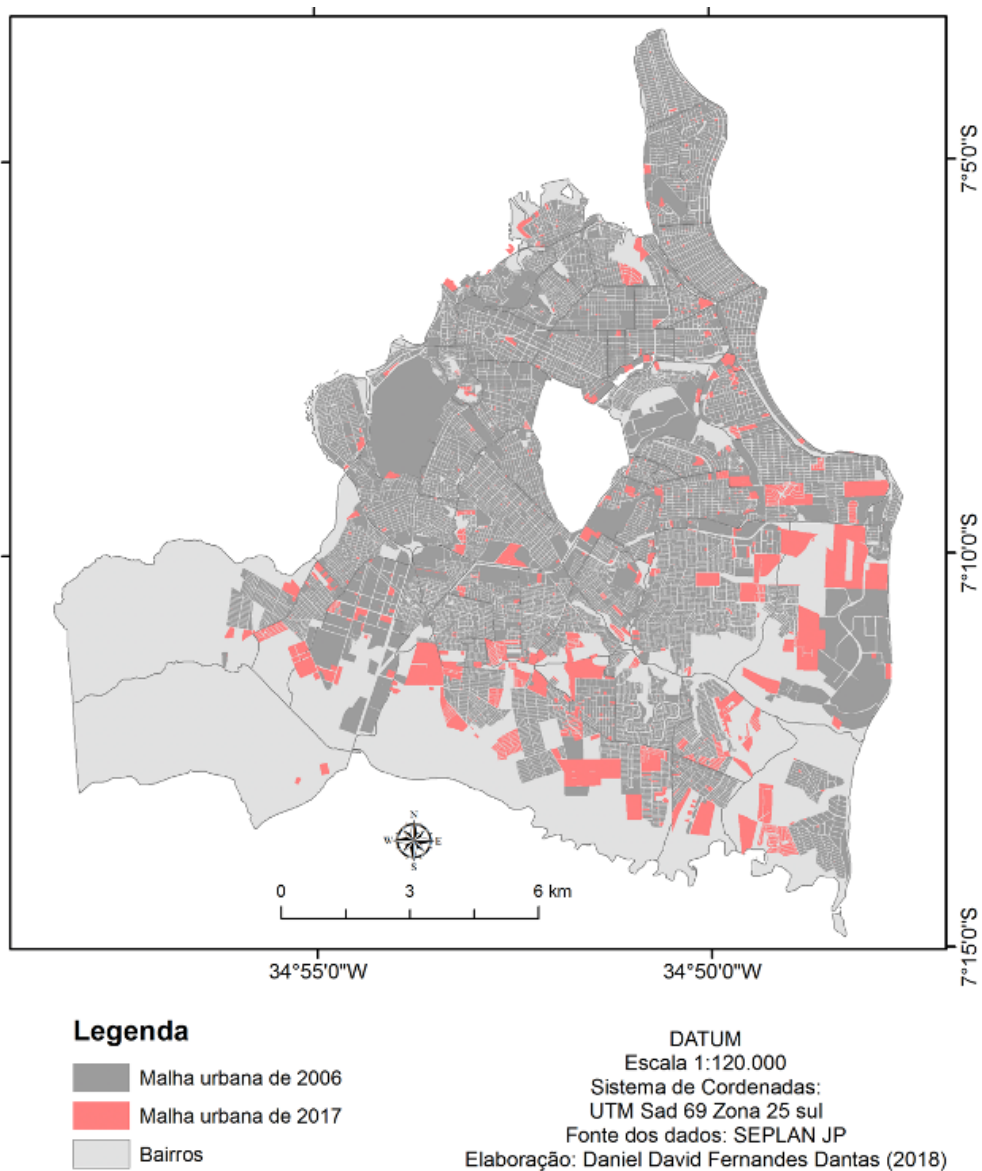 7°5'0"S
7°10'0"S
N
W E
S
0 3 6 km
7°15'0"S
34°55'0"W 34°50'0"W
Legenda
Malha urbana de 2006
Malha urbana de 2017
Bairros
DATUM
Escala 1:120.000
Sistema de Cordenadas:
UTM Sad 69 Zona 25 sul
Fonte dos dados: SEPLAN JP
Elaboração: Daniel David Fernandes Dantas (2018)